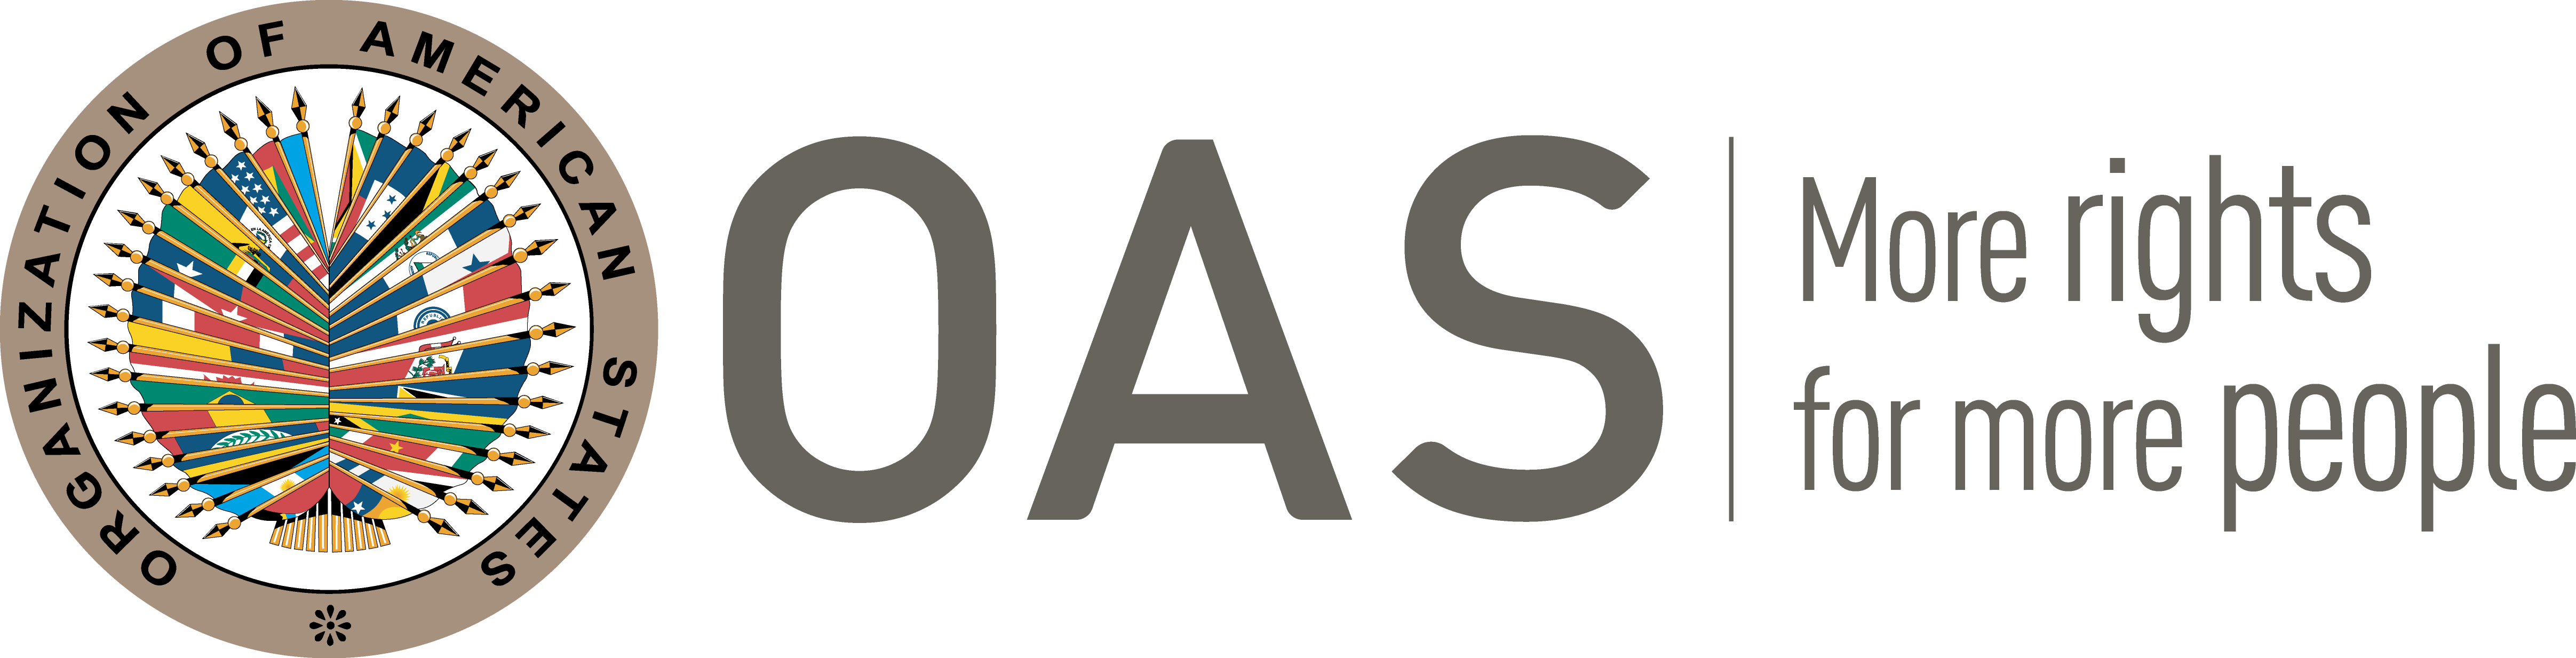 ORGANIZATION OF AMERICAN STATES
OAS
More rights
for more people